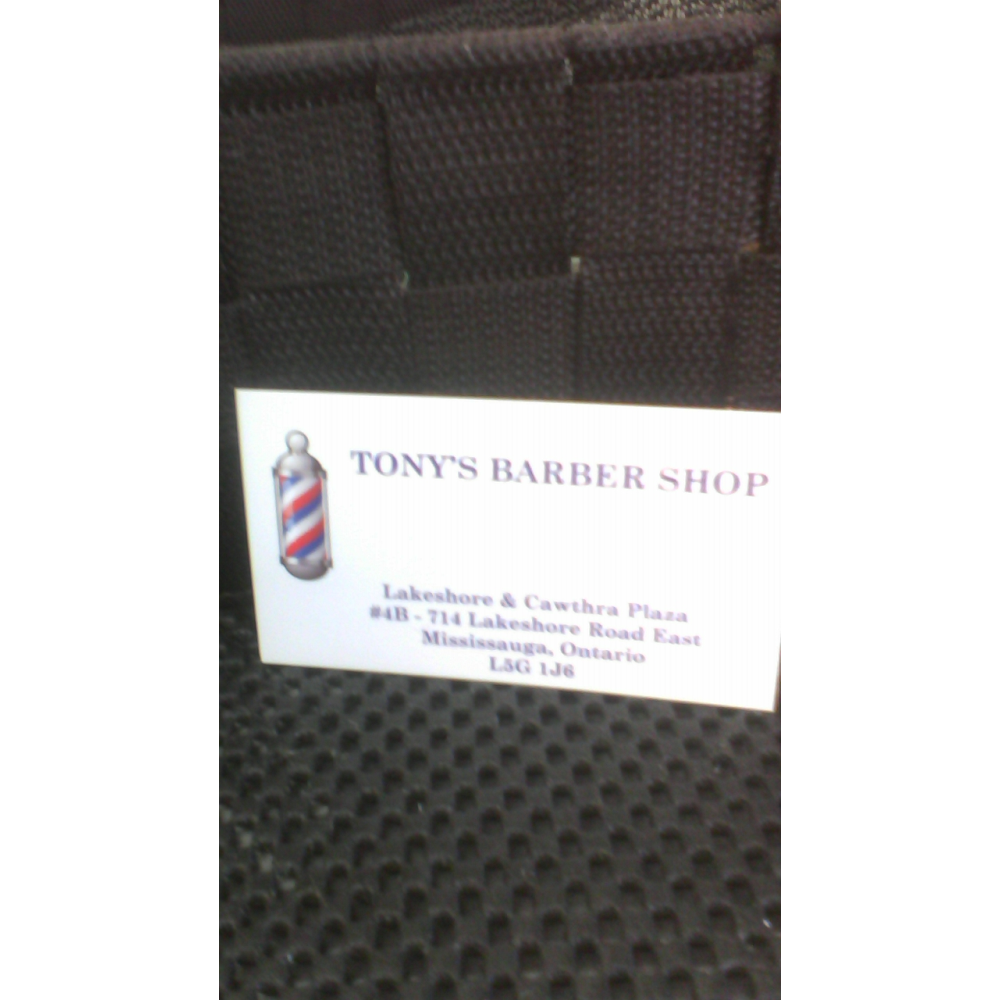 TONY'S BARBER SHOP
Lakeshore & Cawthra Plaza
#4B - 714 Lakeshore Road East
Mississauga, Ontario
L5G 1J6